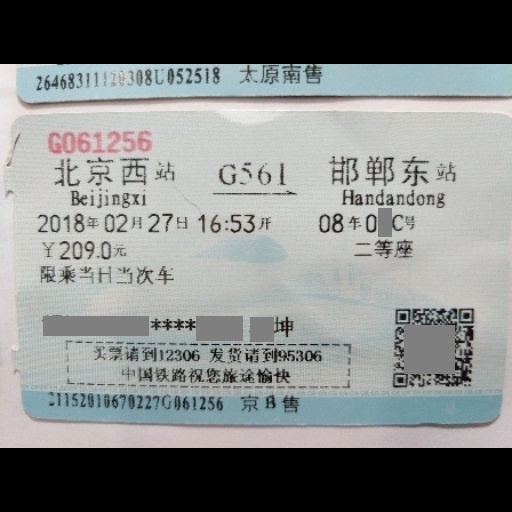 26468311120308U052518 太原南售
G061256
北京西站 G561 邯郸东站
Beijingxi Handandong
2018年02月27日16:53开 08车0 C号
￥209.0元 二等座
限乘当日当次车
**** 坤
买票请到12306 发货请到95306
中国铁路祝您旅途愉快
21152010670227G061256 京B售